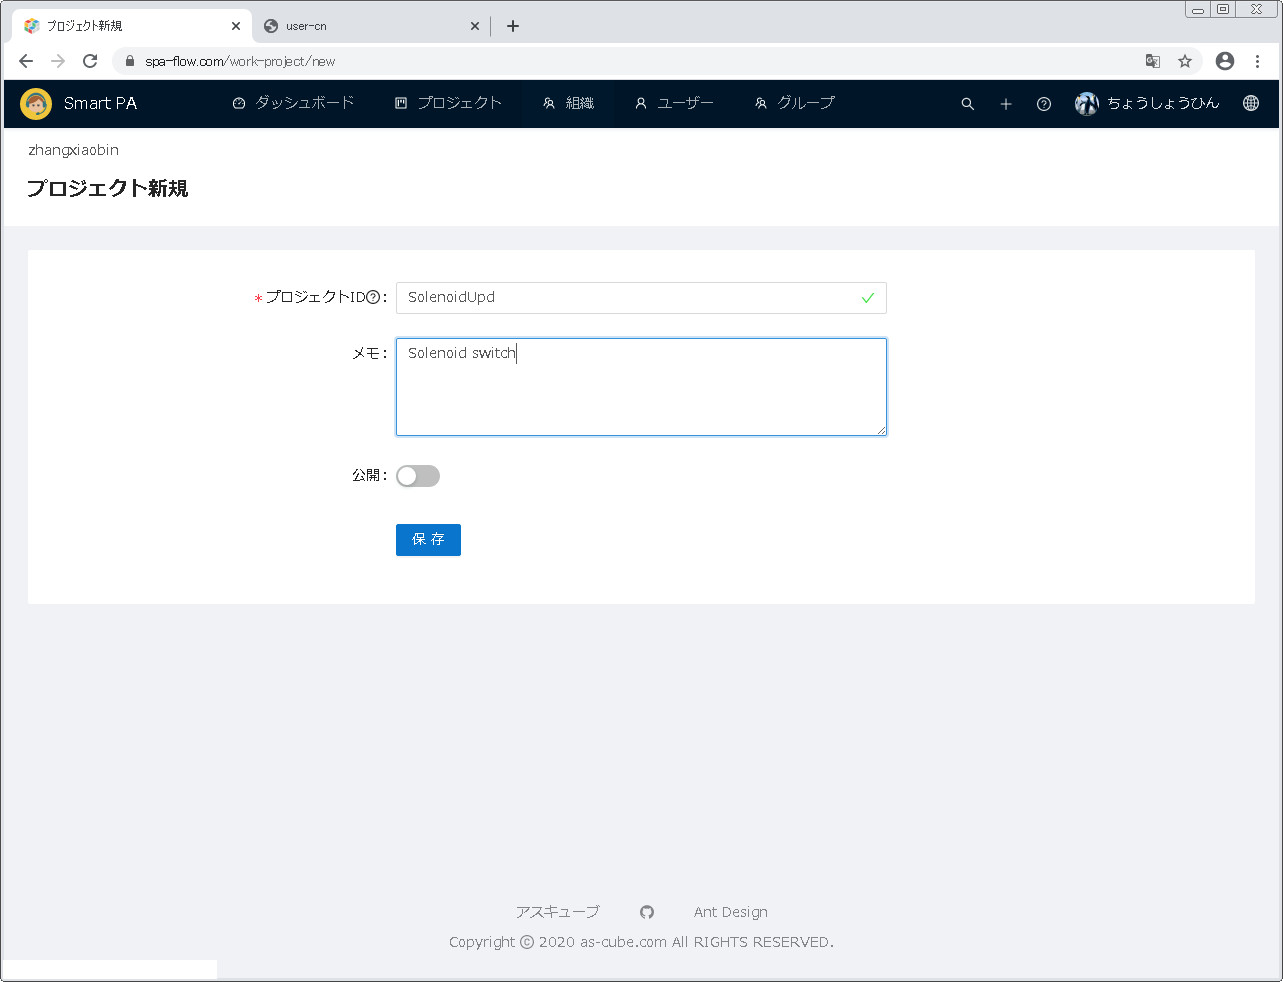 プロジェクト新規
user-cn
spa-flow.com/work-project/new
Smart PA
ダッシュボード
プロジェクト
組織
ユーザー
グループ
ちょうしょうひん
zhangxiaobin
プロジェクト新規
* プロジェクトID :
SolenoidUpd
メモ :
Solenoid switch
公開 :
保 存
アスキューブ
Ant Design
Copyright © 2020 as-cube.com All RIGHTS RESERVED.